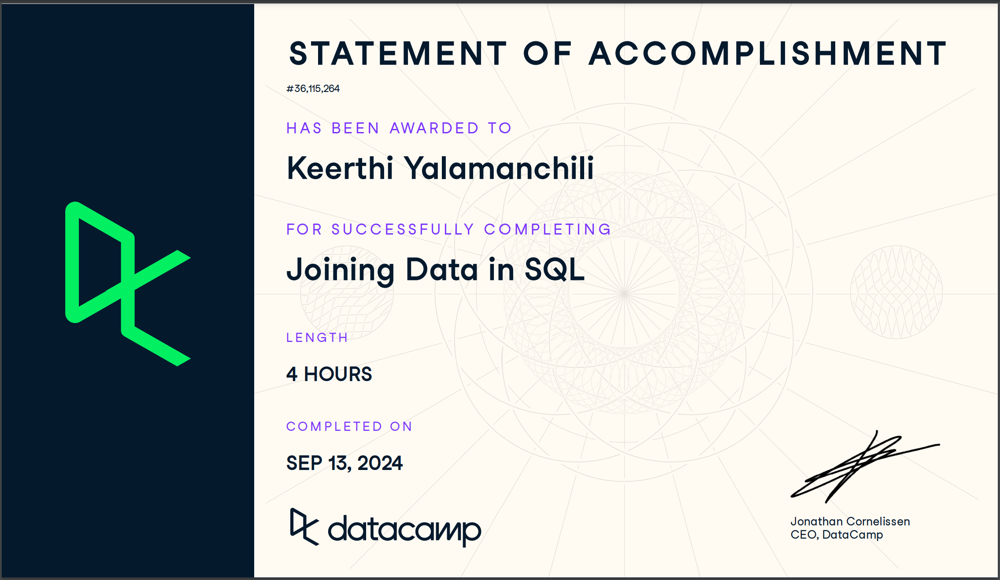 STATEMENT OF ACCOMPLISHMENT
#36,115,264
HAS BEEN AWARDED TO
Keerthi Yalamanchili
FOR SUCCESSFULLY COMPLETING
Joining Data in SQL
LENGTH
4 HOURS
COMPLETED ON
SEP 13, 2024
datacamp
Jonathan Cornelissen
CEO, DataCamp